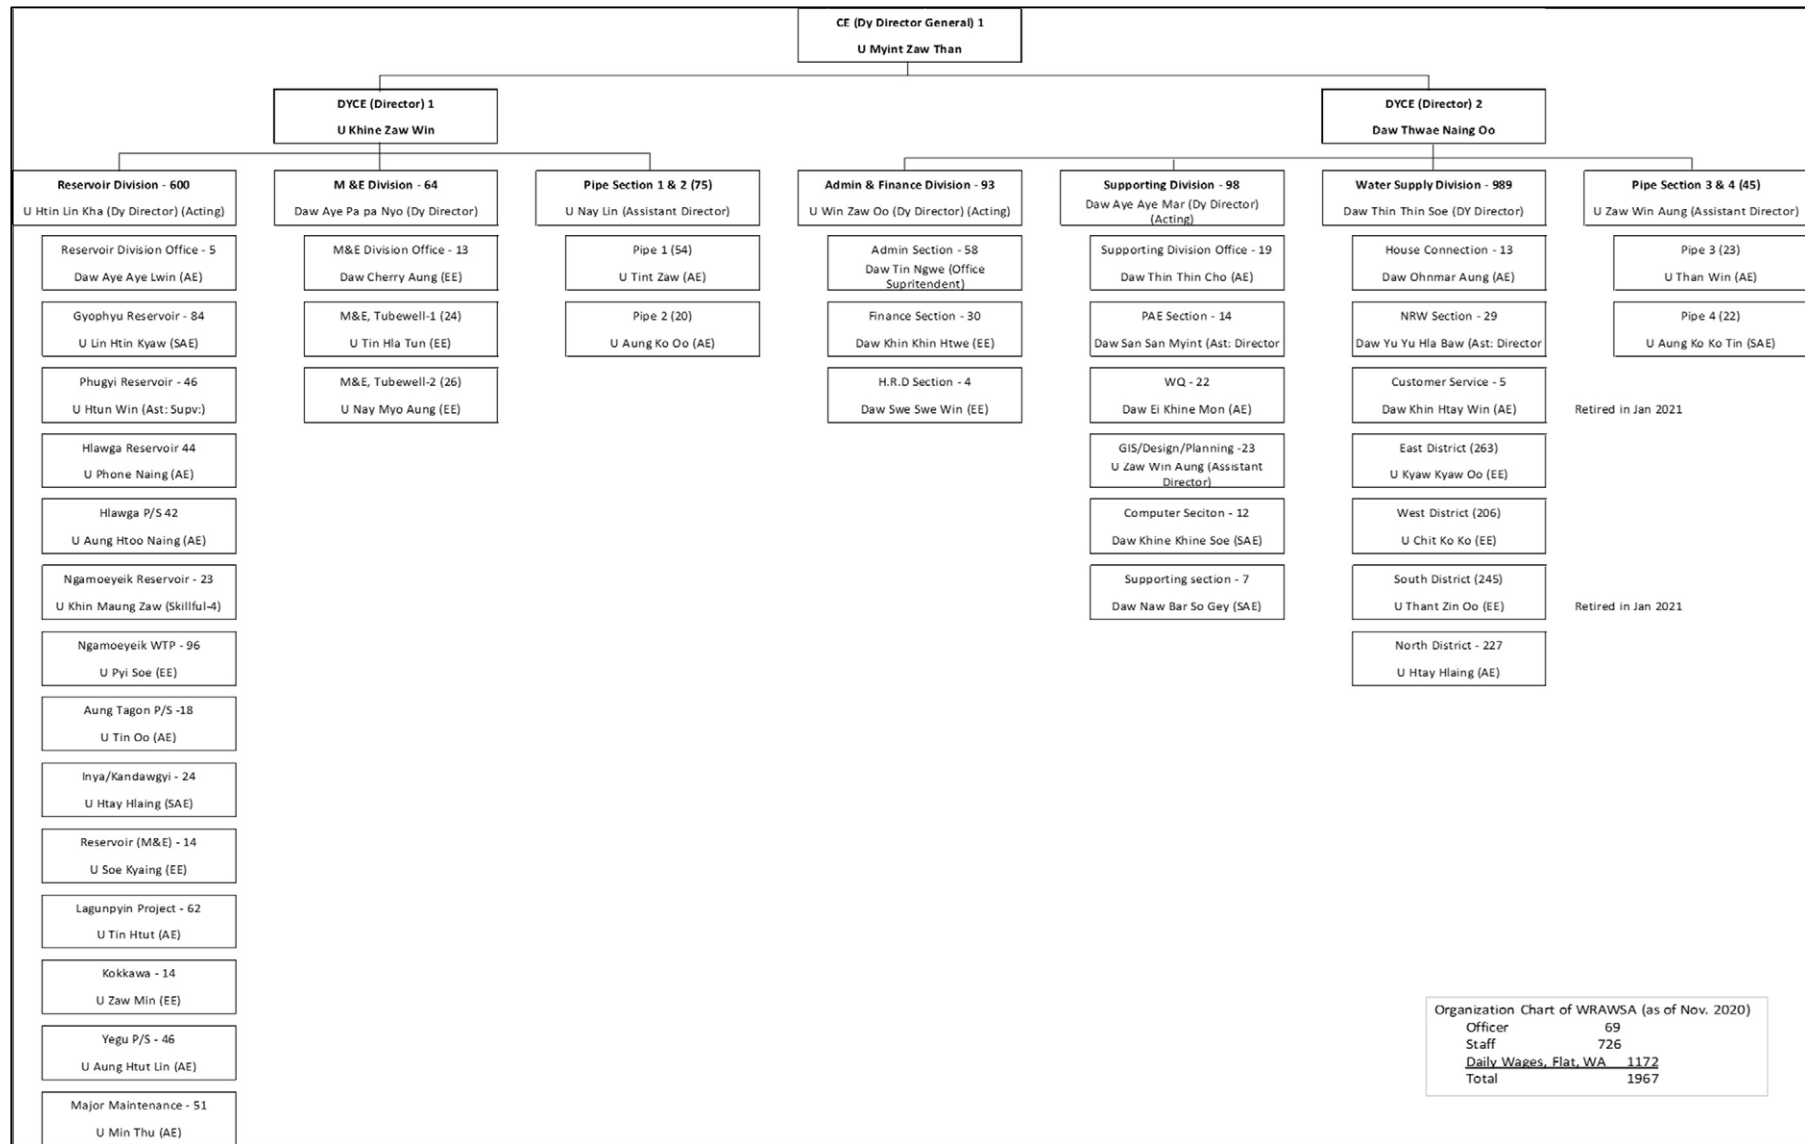 CE (Dy Director General) 1
U Myint Zaw Than
DYCE (Director) 1
U Khine Zaw Win
DYCE (Director) 2
Daw Thwae Naing Oo
Reservoir Division - 600
U Htin Lin Kha (Dy Director) (Acting)
Reservoir Division Office - 5
Daw Aye Aye Lwin (AE)
Gyophyu Reservoir - 84
U Lin Htin Kyaw (SAE)
Phugyi Reservoir - 46
U Htun Win (Ast: Supv:)
Hlawga Reservoir 44
U Phone Naing (AE)
Hlawga P/S 42
U Aung Htoo Naing (AE)
Ngamoeyeik Reservoir - 23
U Khin Maung Zaw (Skillful-4)
Ngamoeyeik WTP - 96
U Pyi Soe (EE)
Aung Tagon P/S -18
U Tin Oo (AE)
Inya/Kandawgyi - 24
U Htay Hlaing (SAE)
Reservoir (M&E) - 14
U Soe Kyaing (EE)
Lagunpyin Project - 62
U Tin Htut (AE)
Kokkawa - 14
U Zaw Min (EE)
Yegu P/S - 46
U Aung Htut Lin (AE)
Major Maintenance - 51
U Min Thu (AE)
M &E Division - 64
Daw Aye Pa pa Nyo (Dy Director)
M&E Division Office - 13
Daw Cherry Aung (EE)
M&E, Tubewell-1 (24)
U Tin Hla Tun (EE)
M&E, Tubewell-2 (26)
U Nay Myo Aung (EE)
Pipe Section 1 & 2 (75)
U Nay Lin (Assistant Director)
Pipe 1 (54)
U Tint Zaw (AE)
Pipe 2 (20)
U Aung Ko Oo (AE)
Admin & Finance Division - 93
U Win Zaw Oo (Dy Director) (Acting)
Admin Section - 58
Daw Tin Ngwe (Office
Supritendent)
Finance Section - 30
Daw Khin Khin Htwe (EE)
H.R.D Section - 4
Daw Swe Swe Win (EE)
Supporting Division - 98
Daw Aye Aye Mar (Dy Director)
(Acting)
Supporting Division Office - 19
Daw Thin Thin Cho (AE)
PAE Section - 14
Daw San San Myint (Ast: Director
WQ - 22
Daw Ei Khine Mon (AE)
GIS/Design/Planning -23
U Zaw Win Aung (Assistant
Director)
Computer Seciton - 12
Daw Khine Khine Soe (SAE)
Supporting section - 7
Daw Naw Bar So Gey (SAE)
Water Supply Division - 989
Daw Thin Thin Soe (DY Director)
House Connection - 13
Daw Ohnmar Aung (AE)
NRW Section - 29
Daw Yu Yu Hla Baw (Ast: Director
Customer Service - 5
Daw Khin Htay Win (AE)
Retired in Jan 2021
East District (263)
U Kyaw Kyaw Oo (EE)
West District (206)
U Chit Ko Ko (EE)
South District (245)
U Thant Zin Oo (EE)
Retired in Jan 2021
North District - 227
U Htay Hlaing (AE)
Pipe Section 3 & 4 (45)
U Zaw Win Aung (Assistant Director)
Pipe 3 (23)
U Than Win (AE)
Pipe 4 (22)
U Aung Ko Ko Tin (SAE)
Organization Chart of WRAWSA (as of Nov. 2020)
Officer 69
Staff 726
Daily Wages, Flat, WA 1172
Total 1967